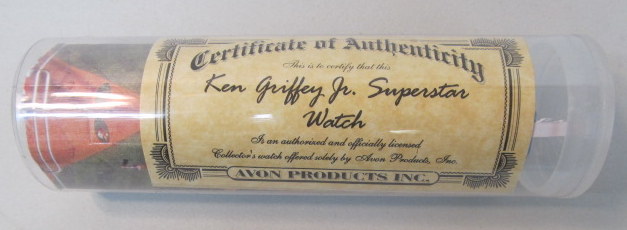 Certificate of Authenticity
This is to certify that this
Ken Griffey Jr. Superstar
Watch
Is an authorized and officially licensed
Collector's watch offered solely by Avon Products, Inc.
AVON PRODUCTS INC.